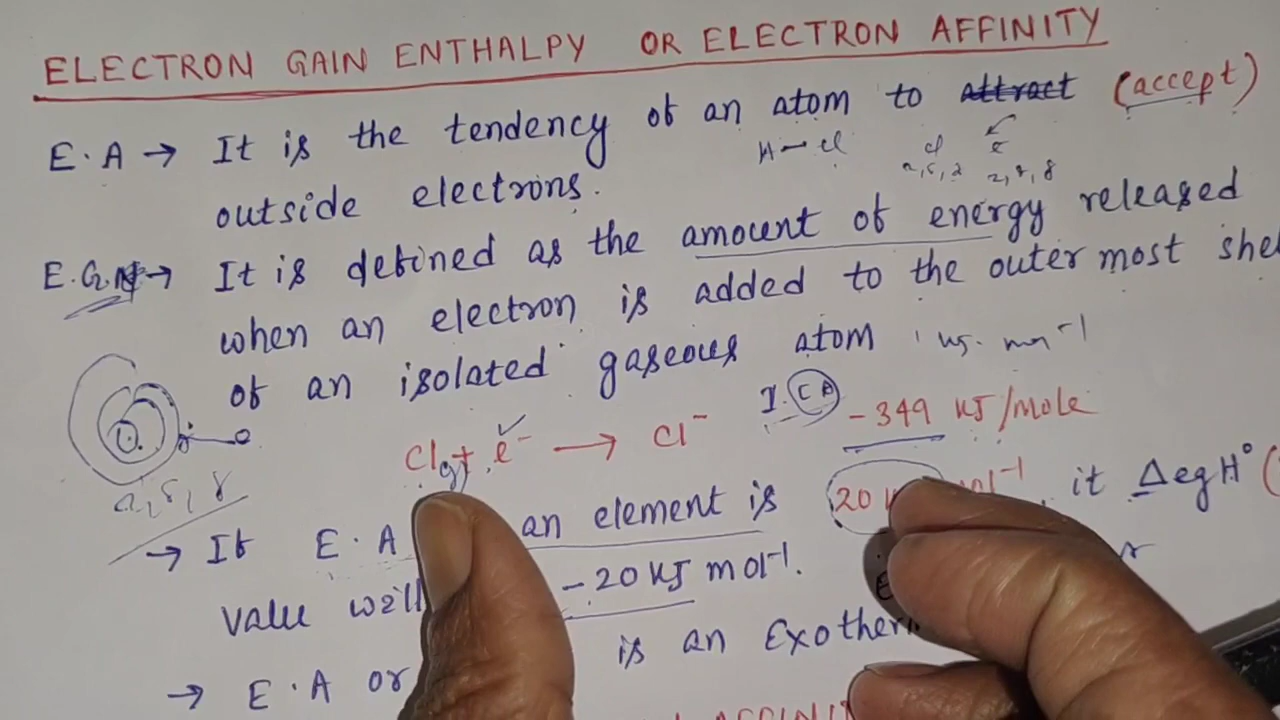 ELECTRON GAIN ENTHALPY OR ELECTRON AFFINITY
E.A → It is the tendency of an atom to attract (accept)
H — cl
cl
e
2, 8, 8
outside electrons.
It is defined as the amount of energy released
when an electron is added to the outer most
of an isolated gaseous atom
I.
Cl(g) + e⁻ → Cl⁻ -349 KJ/mole
→ If E.A an element is 20 it ΔegH°
value will -20 KJ mol⁻¹.
→ E.A or is an